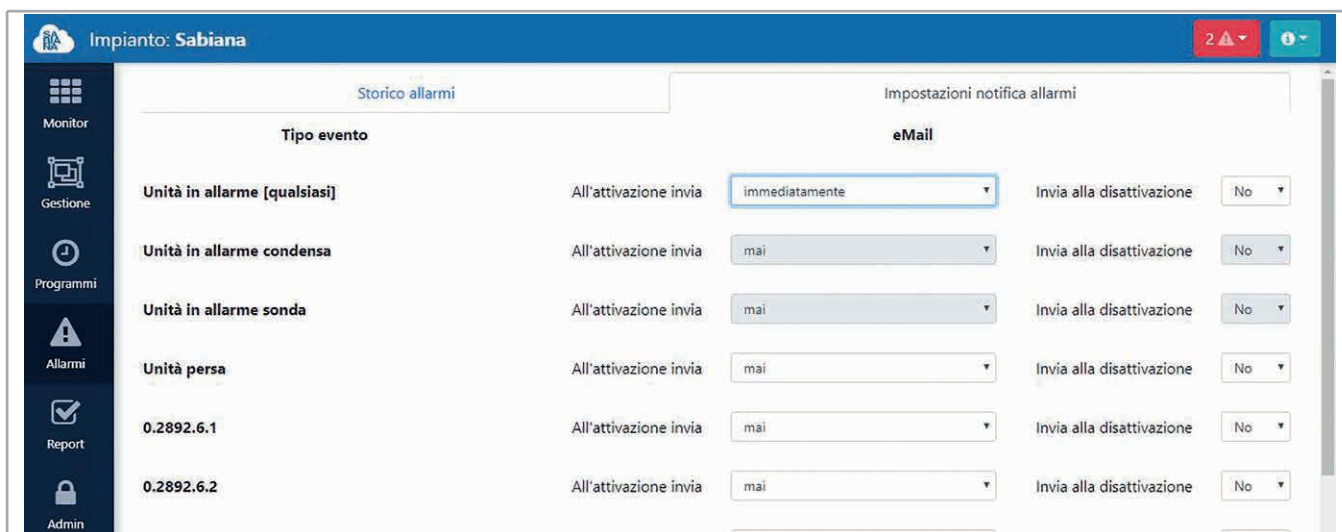 SANA
Impianto: Sabiana
2
Monitor
Gestione
Programmi
Allarmi
Report
Admin
Storico allarmi
Impostazioni notifica allarmi
Tipo evento
eMail
Unità in allarme [qualsiasi] All'attivazione invia immediatamente Invia alla disattivazione No
Unità in allarme condensa All'attivazione invia mai Invia alla disattivazione No
Unità in allarme sonda All'attivazione invia mai Invia alla disattivazione No
Unità persa All'attivazione invia mai Invia alla disattivazione No
0.2892.6.1 All'attivazione invia mai Invia alla disattivazione No
0.2892.6.2 All'attivazione invia mai Invia alla disattivazione No